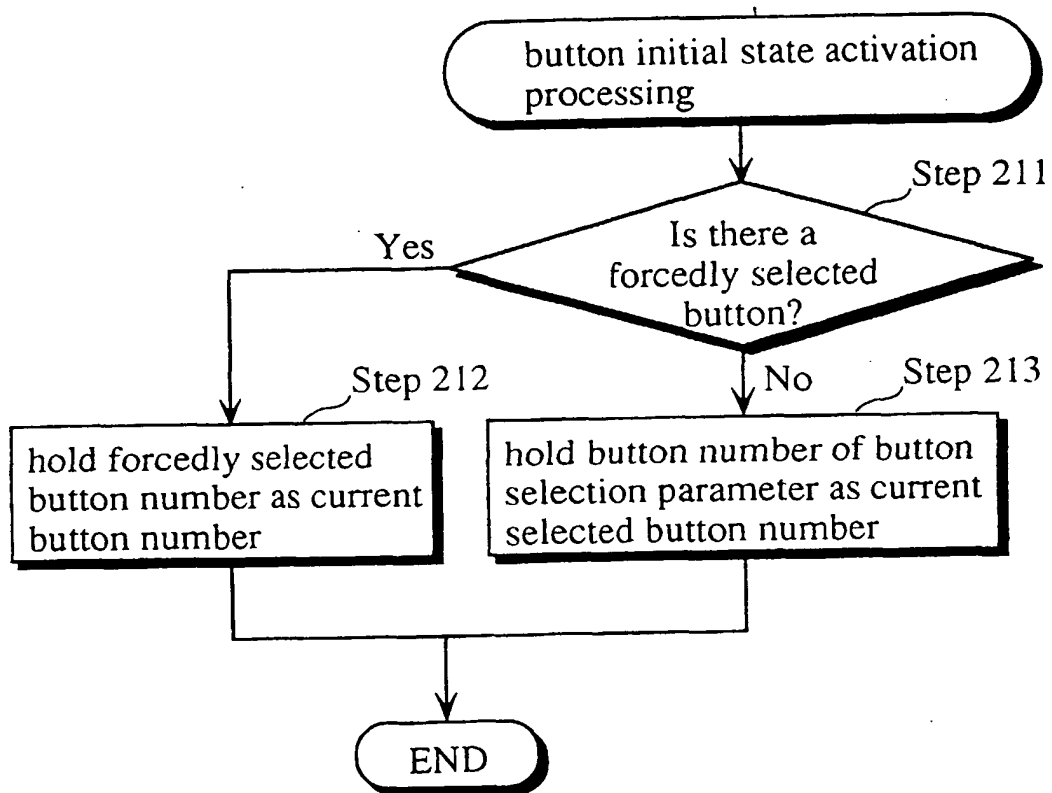 button initial state activation
processing
Step 211
Is there a
forcedly selected
button?
Yes
No
Step 212
hold forcedly selected
button number as current
button number
Step 213
hold button number of button
selection parameter as current
selected button number
END